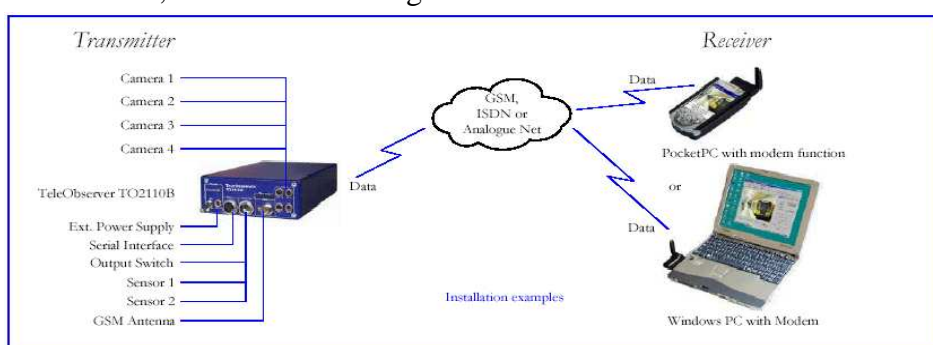 Transmitter
Camera 1
Camera 2
Camera 3
Camera 4
TeleObserver TO2110B
Ext. Power Supply
Serial Interface
Output Switch
Sensor 1
Sensor 2
GSM Antenna
Data
GSM,
ISDN or
Analogue Net
Installation examples
Receiver
Data
PocketPC with modem function
or
Data
Windows PC with Modem